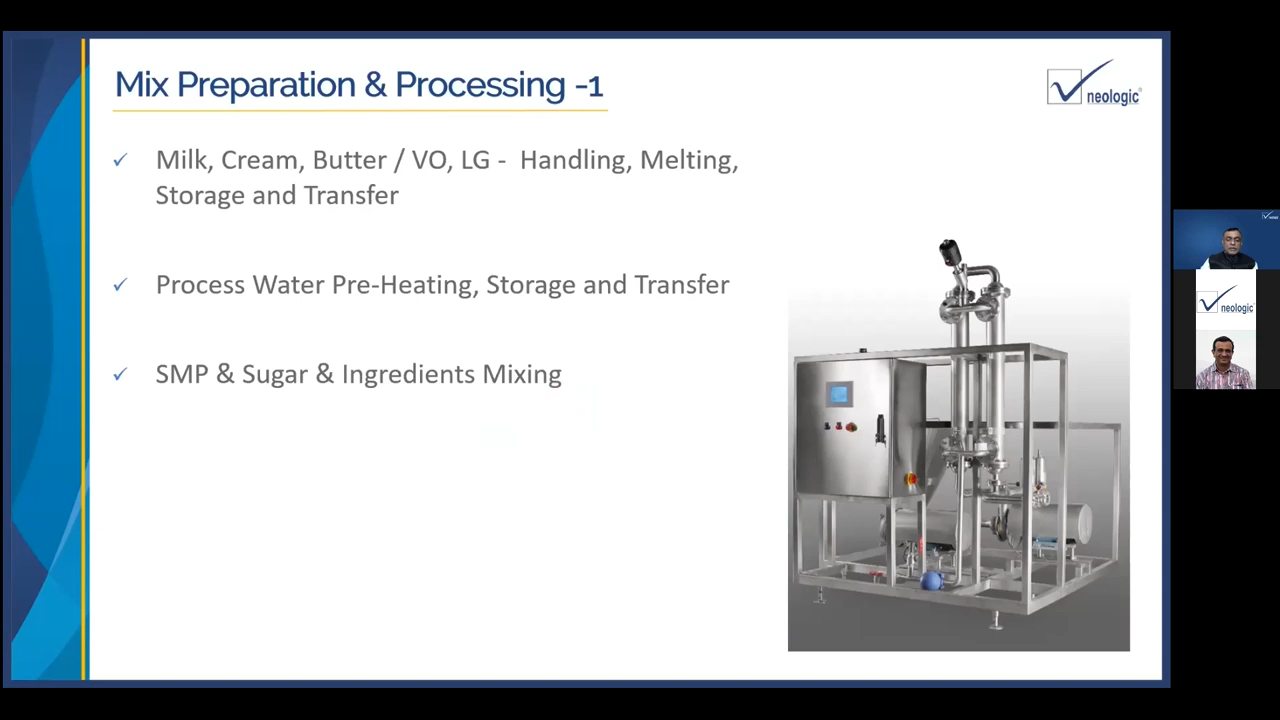 Mix Preparation & Processing -1
neologic
✓ Milk, Cream, Butter / VO, LG - Handling, Melting,
Storage and Transfer
✓ Process Water Pre-Heating, Storage and Transfer
✓ SMP & Sugar & Ingredients Mixing
neologic